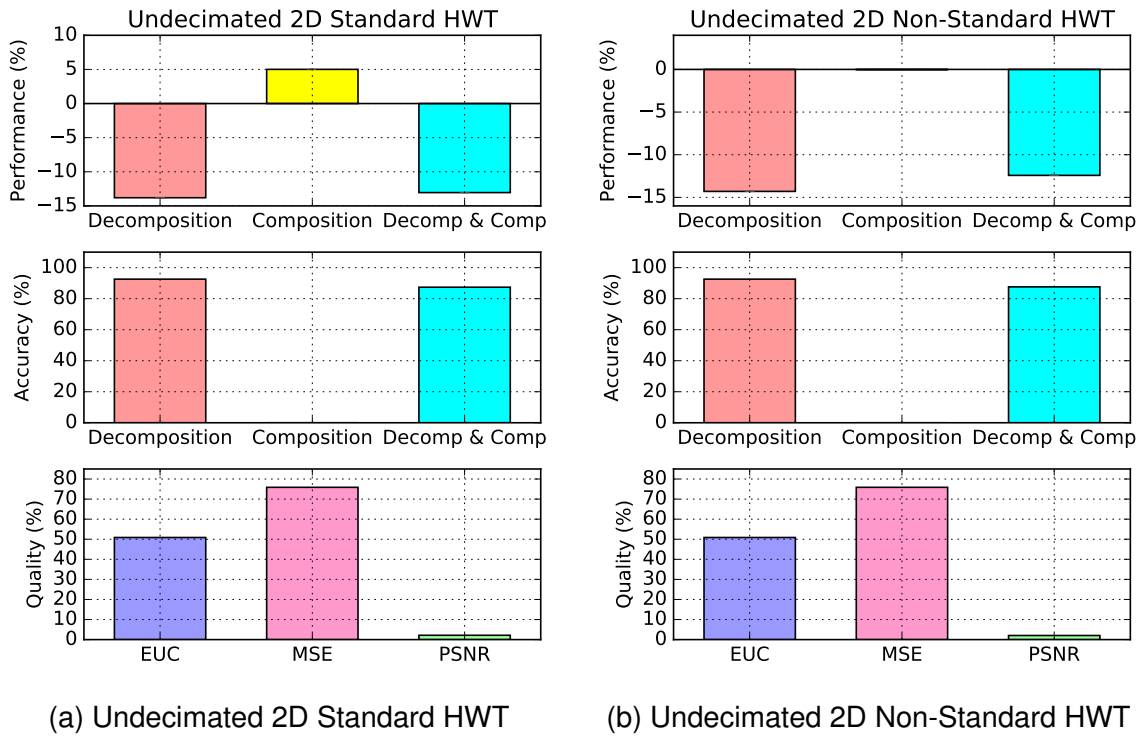 Undecimated 2D Standard HWT
Performance (%)
10
5
0
−5
−10
−15
Decomposition Composition Decomp & Comp
Accuracy (%)
100
80
60
40
20
0
Decomposition Composition Decomp & Comp
Quality (%)
80
70
60
50
40
30
20
10
0
EUC MSE PSNR
(a) Undecimated 2D Standard HWT
Undecimated 2D Non-Standard HWT
Performance (%)
0
−5
−10
−15
Decomposition Composition Decomp & Comp
Accuracy (%)
100
80
60
40
20
0
Decomposition Composition Decomp & Comp
Quality (%)
80
70
60
50
40
30
20
10
0
EUC MSE PSNR
(b) Undecimated 2D Non-Standard HWT